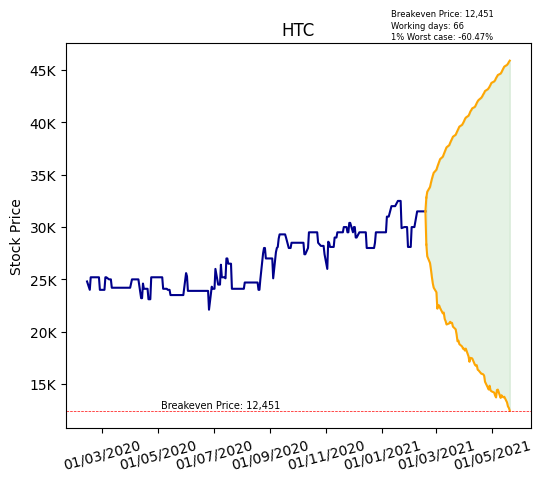 Breakeven Price: 12,451
Working days: 66
1% Worst case: -60.47%
HTC
Stock Price
45K
40K
35K
30K
25K
20K
15K
Breakeven Price: 12,451
01/03/2020
01/05/2020
01/07/2020
01/09/2020
01/11/2020
01/01/2021
01/03/2021
01/05/2021